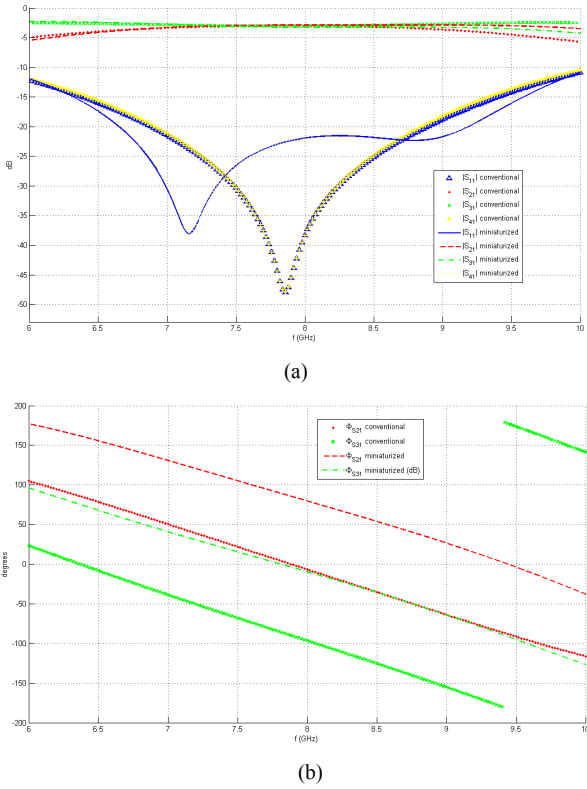 0
-5
-10
-15
-20
-25
-30
-35
-40
-45
-50
dB
6
6.5
7
7.5
8
8.5
9
9.5
10
f (GHz)
|S11| conventional
|S21| conventional
|S31| conventional
|S41| conventional
|S11| miniaturized
|S21| miniaturized
|S31| miniaturized
|S41| miniaturized
(a)
200
150
100
50
0
-50
-100
-150
-200
degrees
6
6.5
7
7.5
8
8.5
9
9.5
10
f (GHz)
ΦS21 conventional
ΦS31 conventional
ΦS21 miniaturized
ΦS31 miniaturized (dB)
(b)